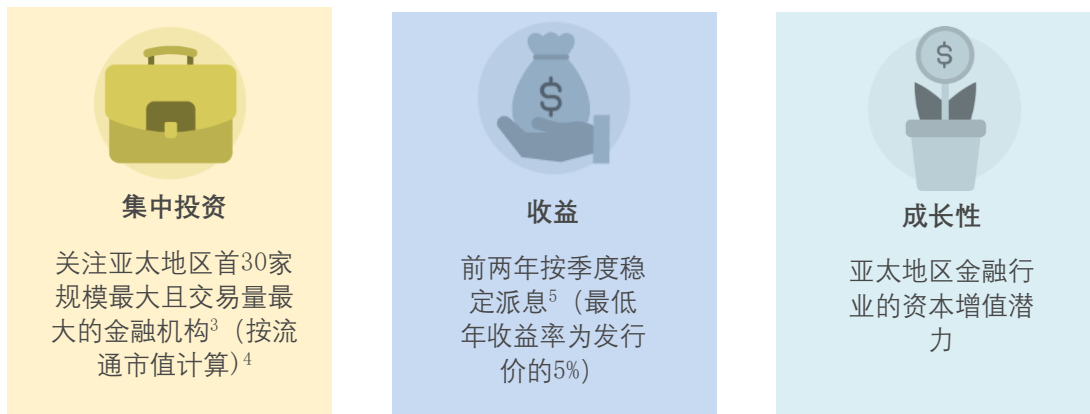 集中投资
关注亚太地区首30家
规模最大且交易量最
大的金融机构³（按流
通市值计算)⁴
$
收益
前两年按季度稳
定派息⁵（最低
年收益率为发行
价的5%)
$
成长性
亚太地区金融行
业的资本增值潜
力